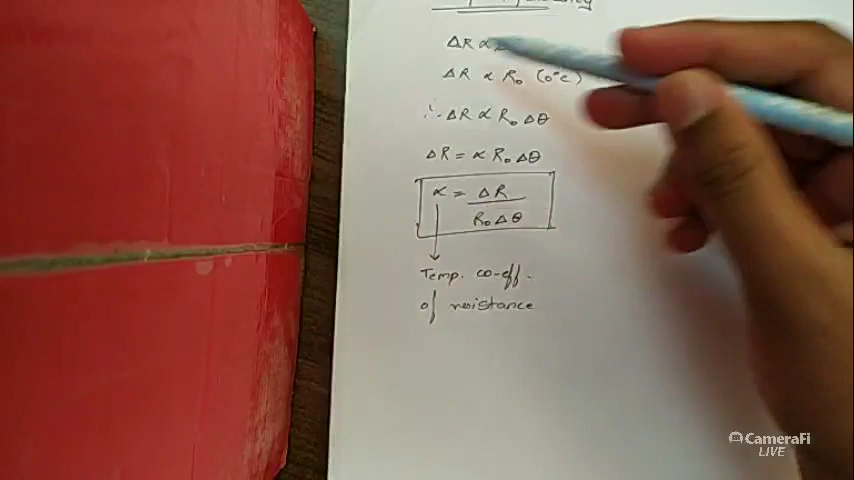 ΔR ∝
ΔR ∝ R₀ (0°C)
∴ ΔR ∝ R₀ Δθ
ΔR = ∝ R₀ Δθ
∝ = ΔR / R₀ Δθ
Temp. co-eff.
of resistance
CameraFi
LIVE